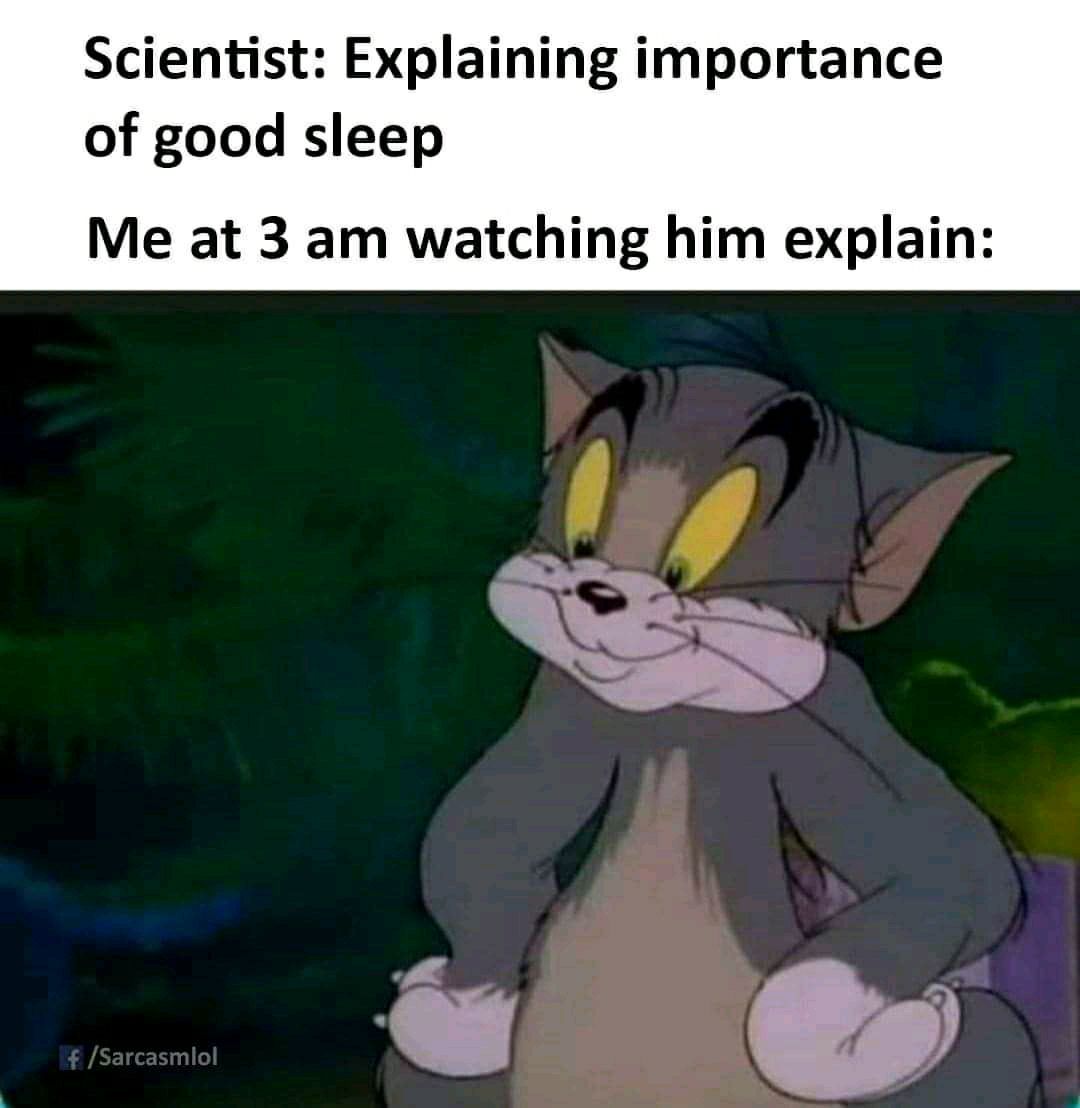 Scientist: Explaining importance
of good sleep
Me at 3 am watching him explain:
f /Sarcasmlol